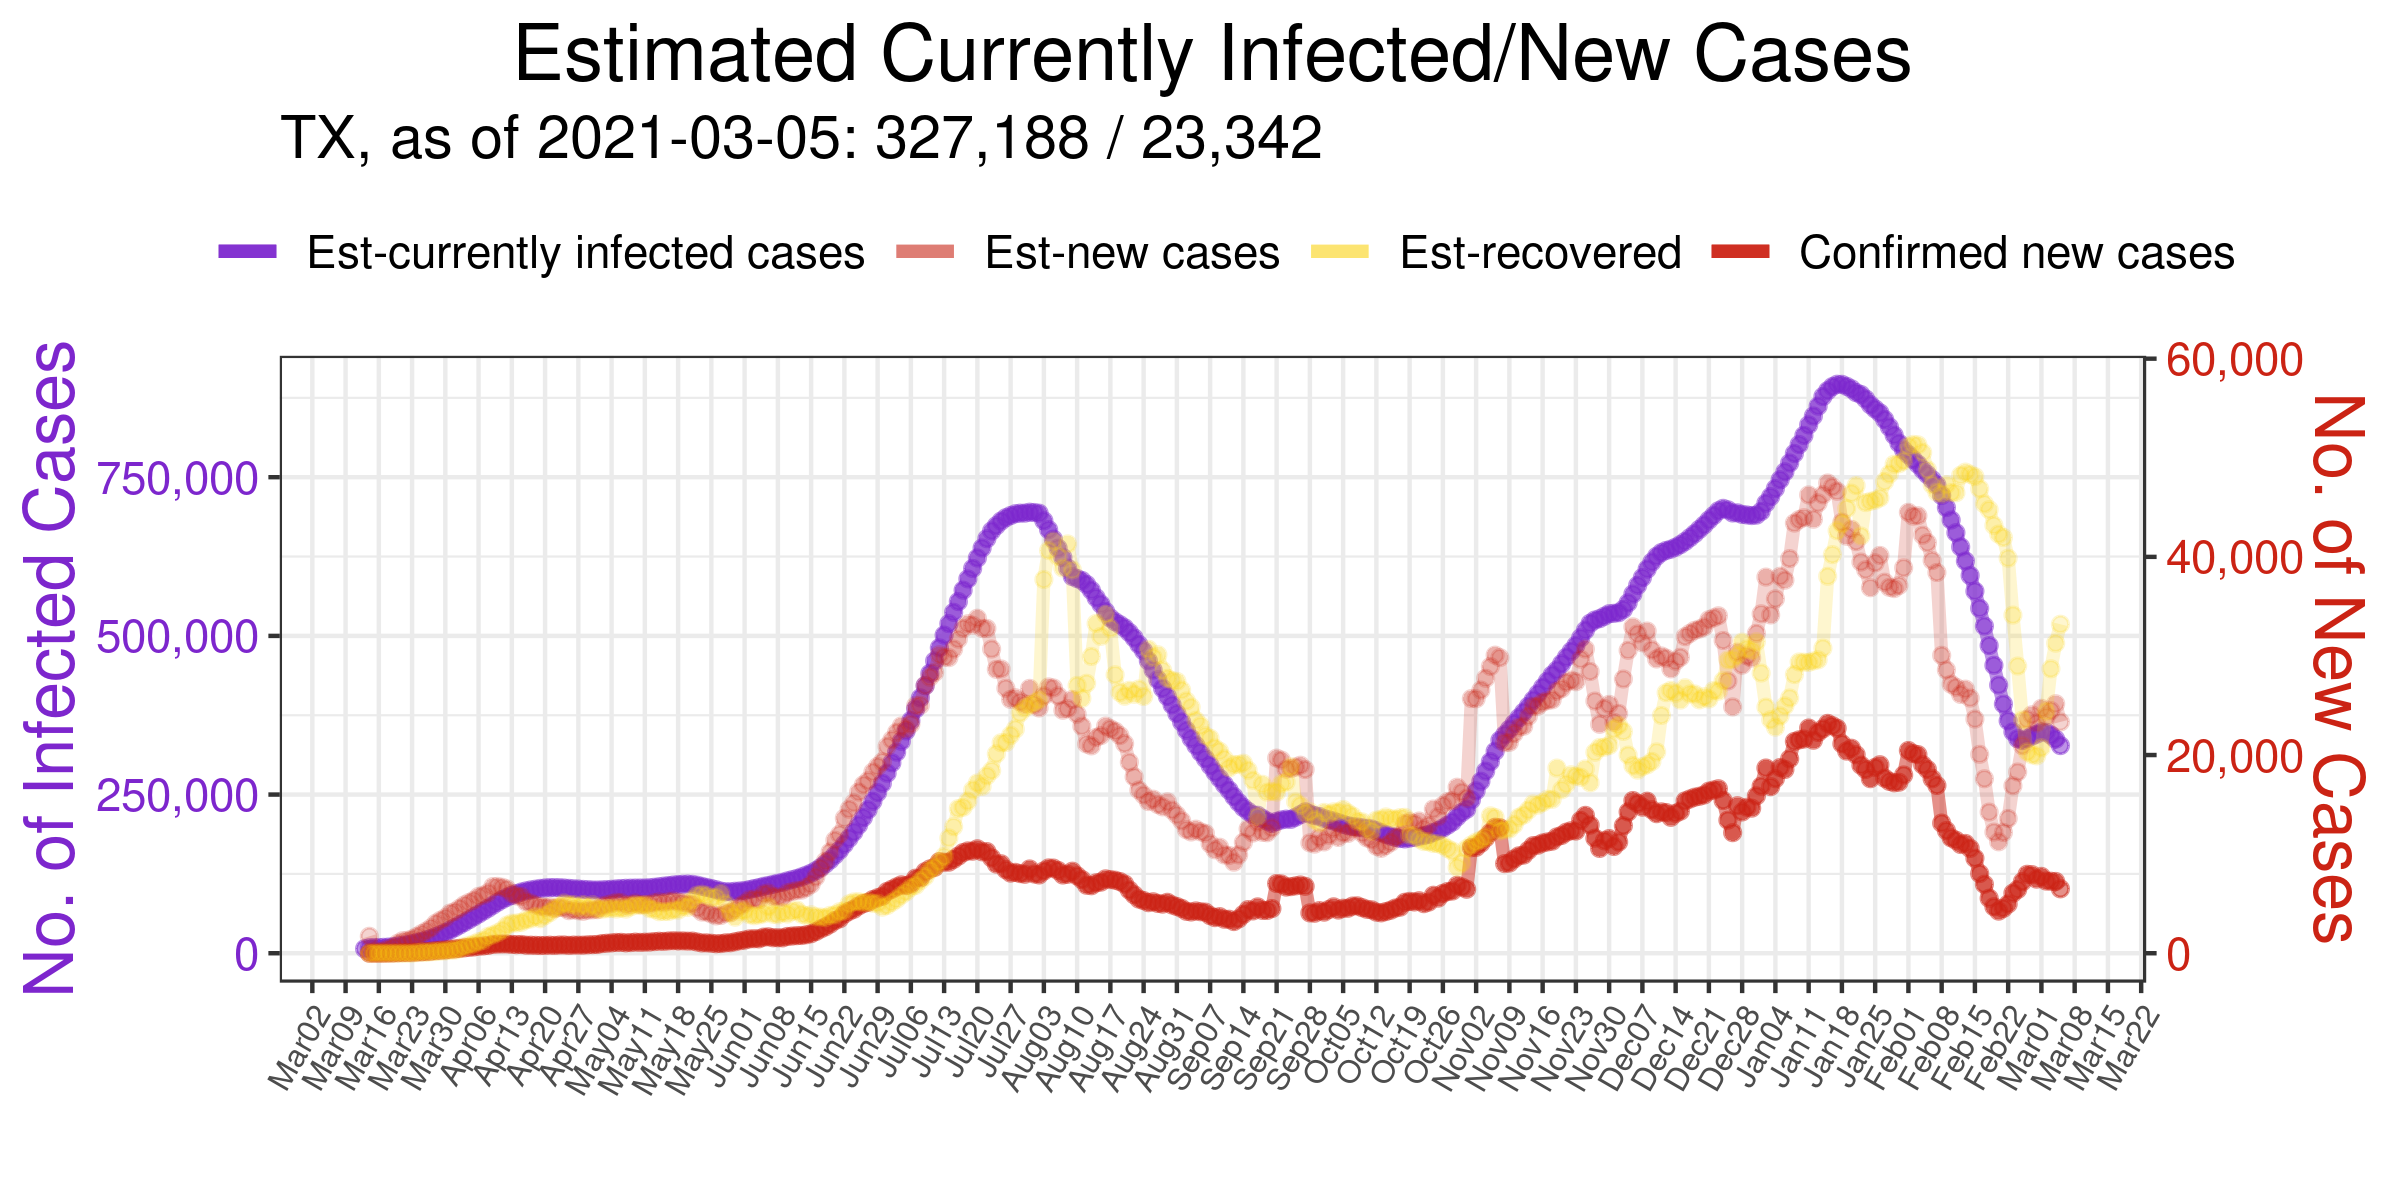 Estimated Currently Infected/New Cases
TX, as of 2021-03-05: 327,188 / 23,342
Est-currently infected cases Est-new cases Est-recovered Confirmed new cases
No. of Infected Cases
750,000
500,000
250,000
0
60,000
40,000
20,000
0
No. of New Cases
Mar02 Mar09 Mar16 Mar23 Mar30 Apr06 Apr13 Apr20 Apr27 May04 May11 May18 May25 Jun01 Jun08 Jun15 Jun22 Jun29 Jul06 Jul13 Jul20 Jul27 Aug03 Aug10 Aug17 Aug24 Aug31 Sep07 Sep14 Sep21 Sep28 Oct05 Oct12 Oct19 Oct26 Nov02 Nov09 Nov16 Nov23 Nov30 Dec07 Dec14 Dec21 Dec28 Jan04 Jan11 Jan18 Jan25 Feb01 Feb08 Feb15 Feb22 Mar01 Mar08 Mar15 Mar22